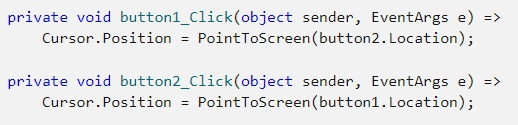 private void button1_Click(object sender, EventArgs e) =>
    Cursor.Position = PointToScreen(button2.Location);

private void button2_Click(object sender, EventArgs e) =>
    Cursor.Position = PointToScreen(button1.Location);